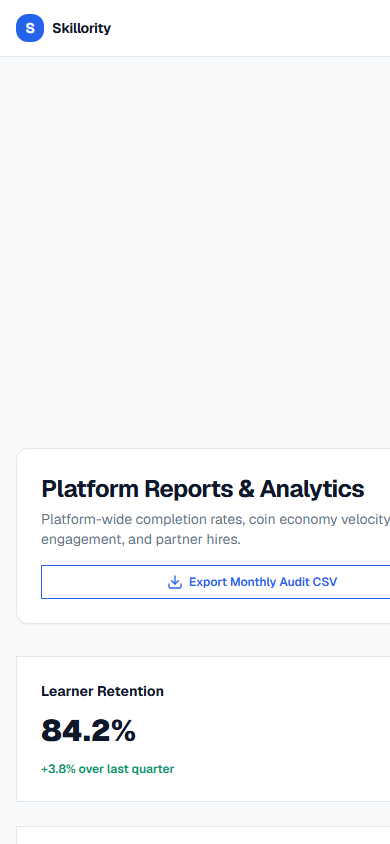 S Skillority
Platform Reports & Analytics
Platform-wide completion rates, coin economy velocity
engagement, and partner hires.
Export Monthly Audit CSV
Learner Retention
84.2%
+3.8% over last quarter